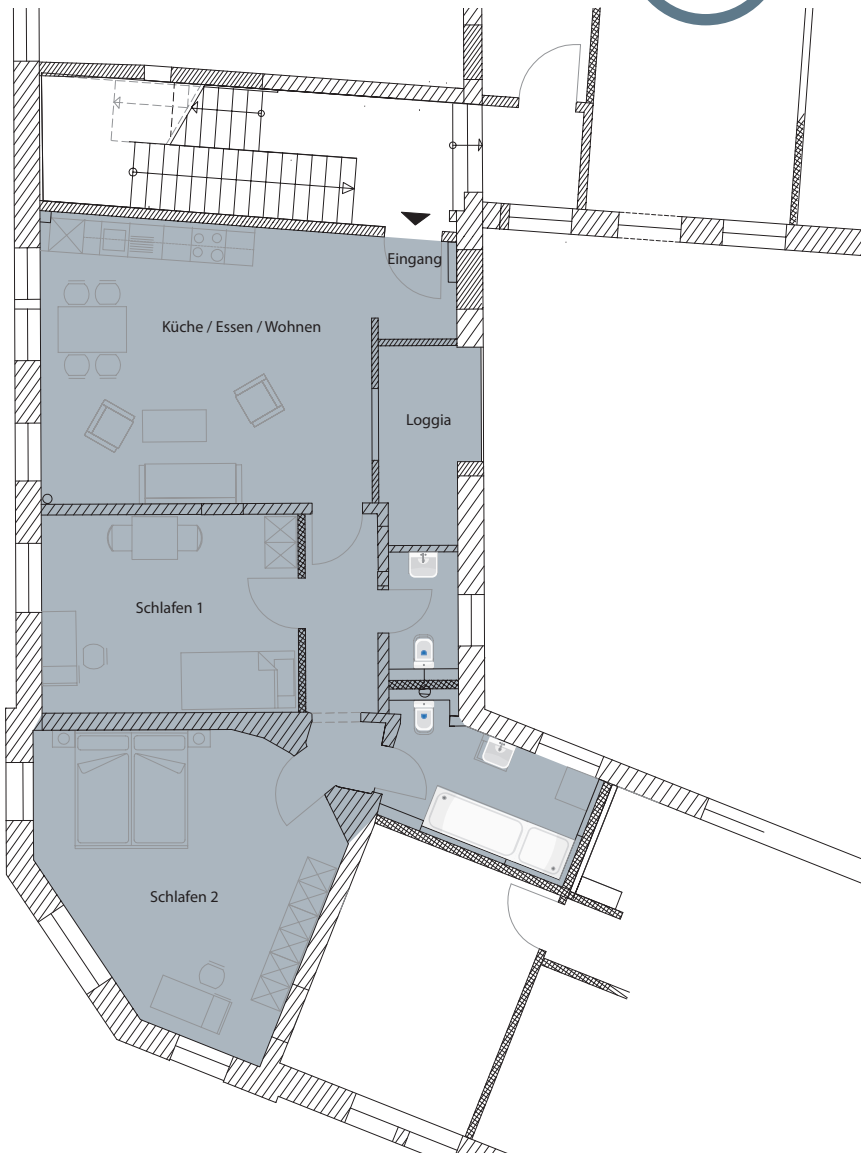 Eingang
Küche / Essen / Wohnen
Loggia
Schlafen 1
Schlafen 2